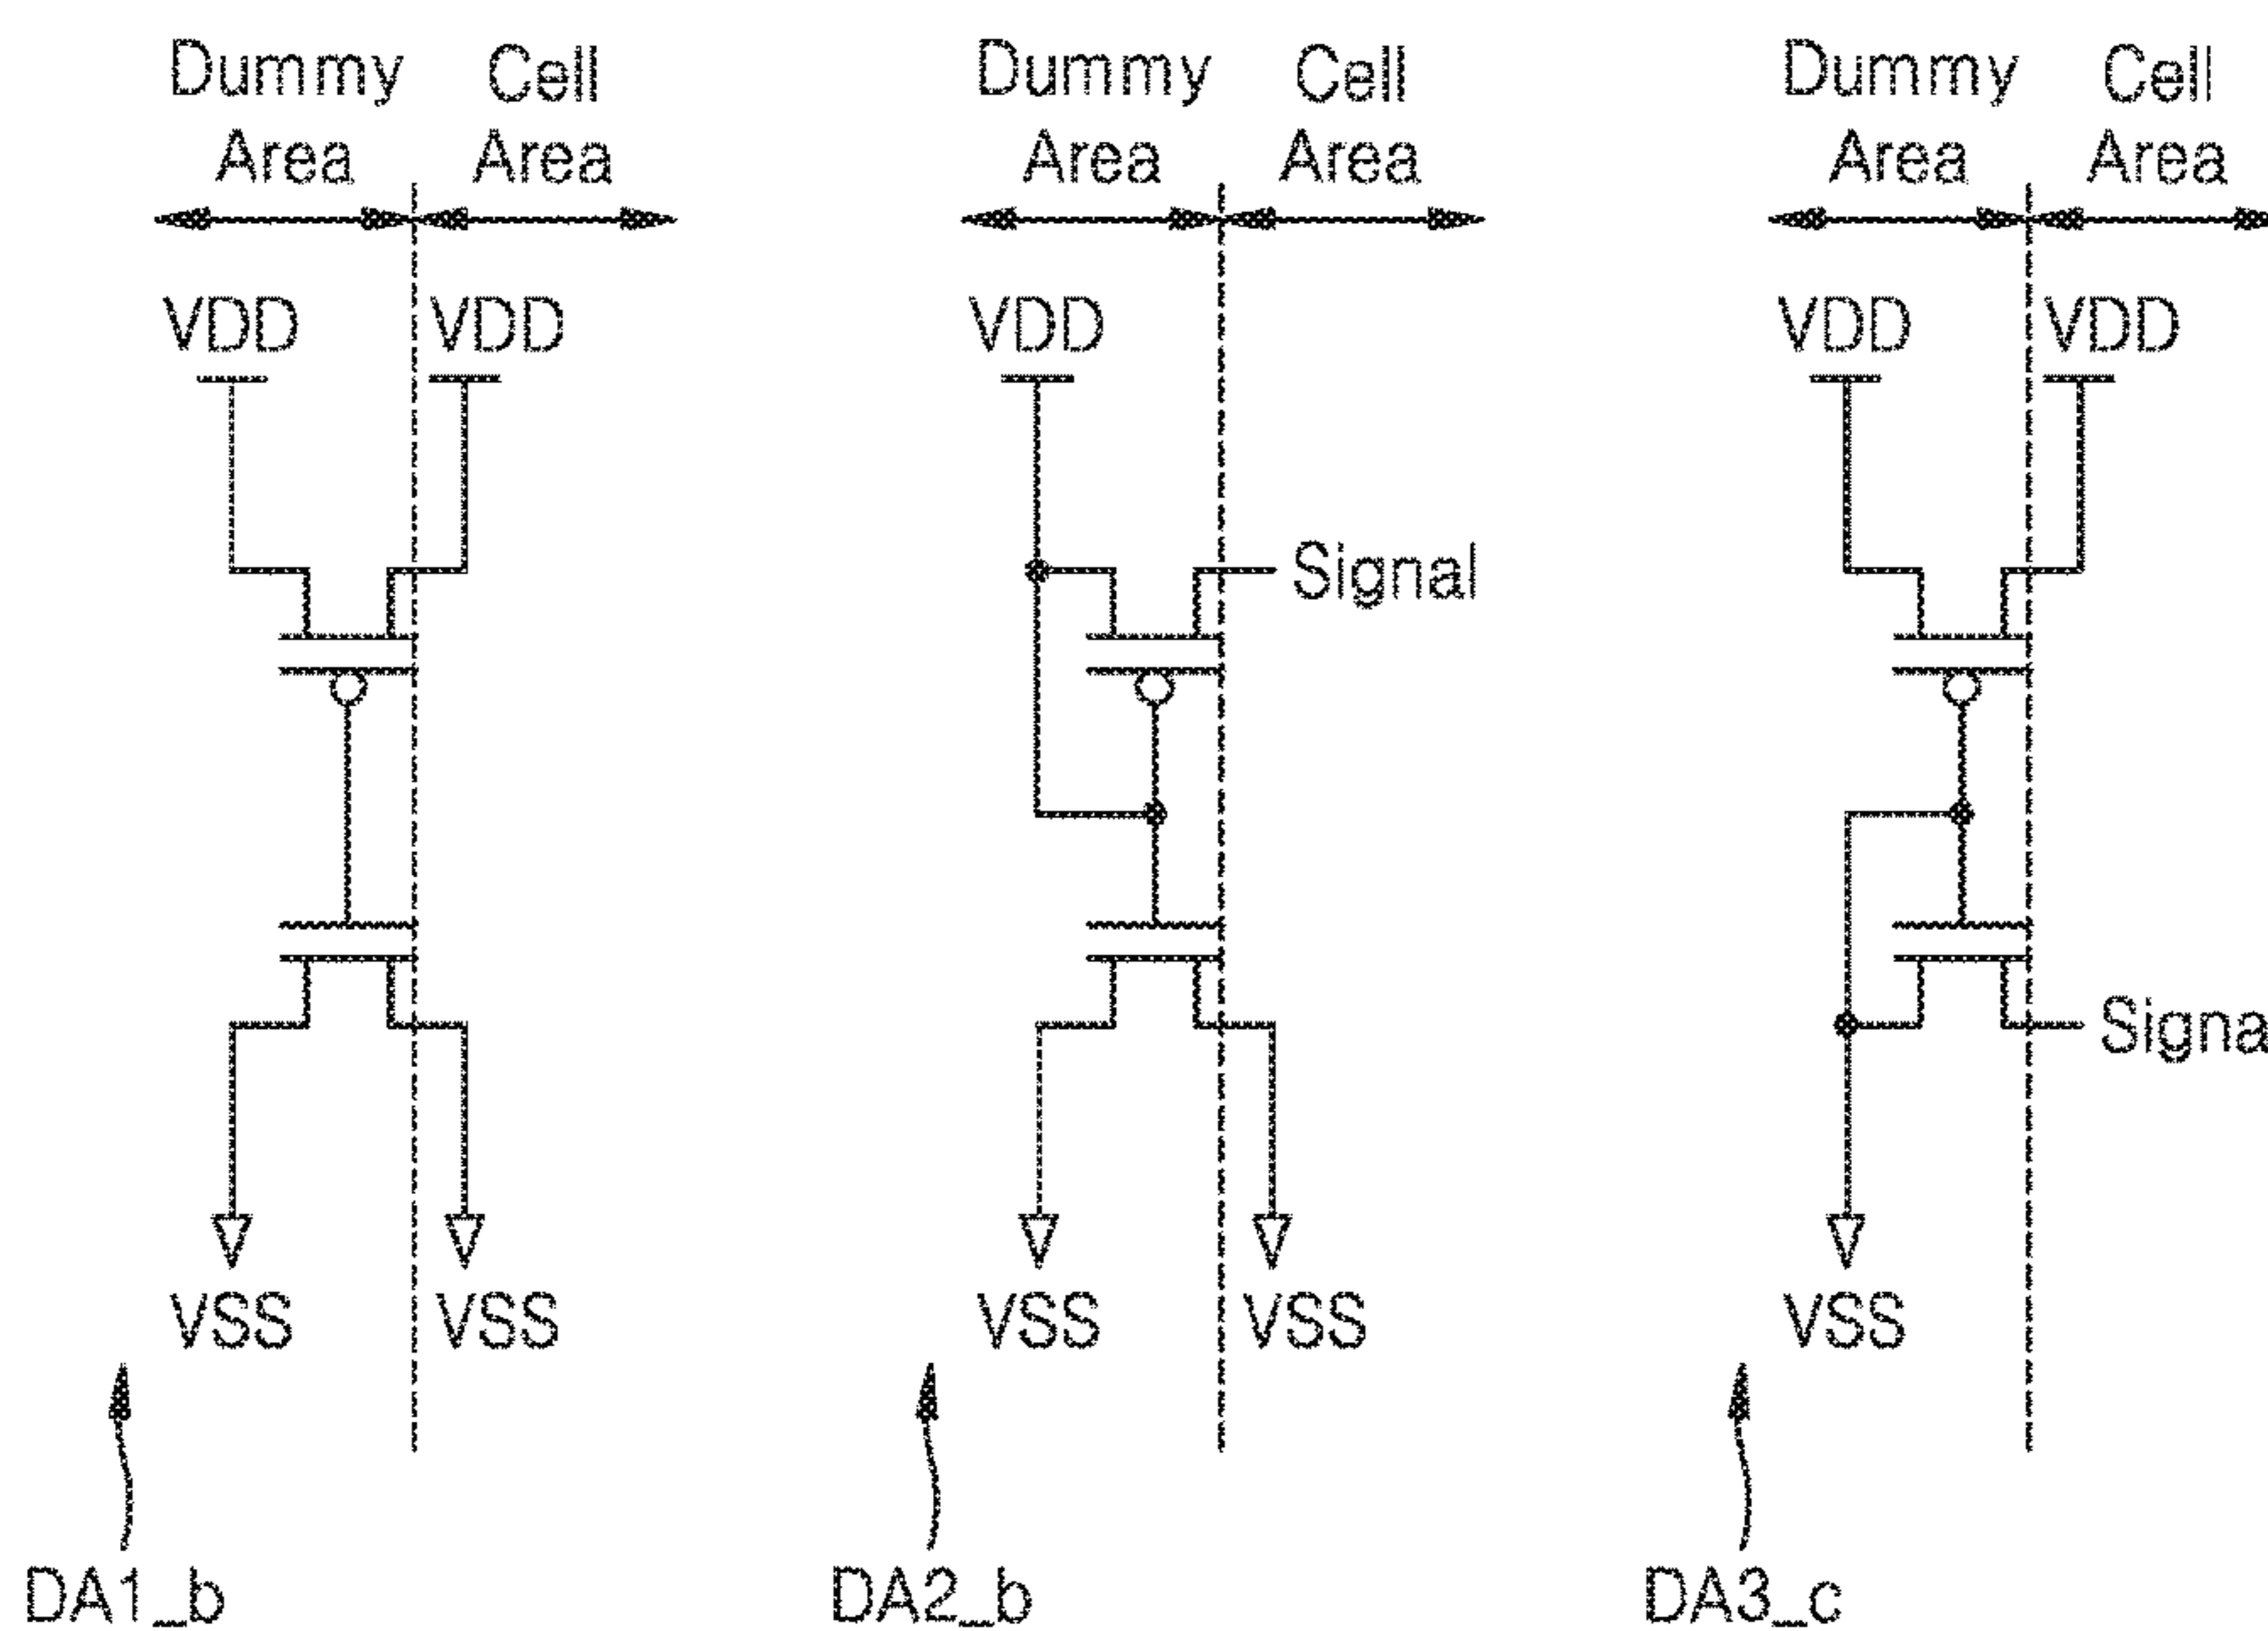 Dummy Area
Cell Area
VDD
VDD
VSS
VSS
DA1_b
Dummy Area
Cell Area
VDD
Signal
VSS
VSS
DA2_b
Dummy Area
Cell Area
VDD
VDD
Signa
VSS
DA3_c